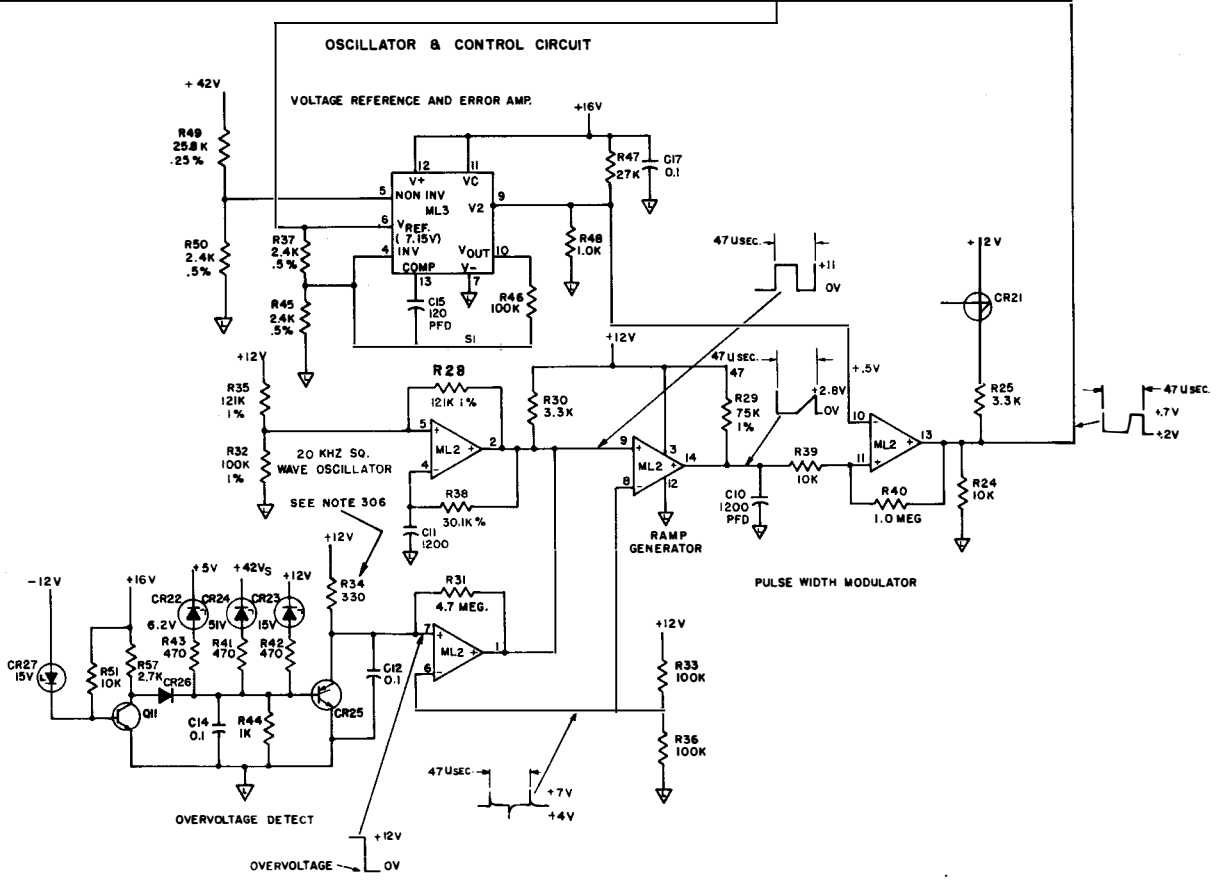 OSCILLATOR & CONTROL CIRCUIT
+42V
VOLTAGE REFERENCE AND ERROR AMP.
+16V
R49
25.8K
.25%
R47
27K
C17
0.1
12
11
V+
VC
5
NON INV
ML3
V2
9
6
VREF.
(7.15V)
4
INV
VOUT
10
COMP
V-
13
7
R50
2.4K
.5%
R37
2.4K
.5%
R45
2.4K
.5%
C15
120
PFD
R46
100K
S1
R48
1.0K
47 USEC.
+11
0V
+12V
CR21
+12V
R35
121K
1%
R28
121K 1%
R32
100K
1%
5
+
ML2
+
2
4
-
20 KHZ SQ.
WAVE OSCILLATOR
R38
30.1K%
C11
1200
SEE NOTE 306
R30
3.3K
+12V
47
R29
75K
1%
47 USEC.
+2.8V
0V
+.5V
R25
3.3K
47 USEC.
+.7V
+.2V
9
+
ML2
+
14
3
8
-
12
RAMP
GENERATOR
C10
1200
PFD
R39
10K
10
-
ML2
+
13
11
+
R40
1.0 MEG
R24
10K
PULSE WIDTH MODULATOR
-12V
+16V
+5V
+42VS
+12V
+12V
R34
330
CR22
6.2V
CR24
51V
CR23
15V
R43
470
R41
470
R42
470
CR27
15V
R51
10K
R57
2.7K
CR26
Q11
C14
0.1
R44
1K
CR25
C12
0.1
R31
4.7 MEG.
7
+
ML2
+
1
6
-
+12V
R33
100K
R36
100K
47 USEC.
+7V
+4V
OVERVOLTAGE DETECT
+12V
OVERVOLTAGE
0V